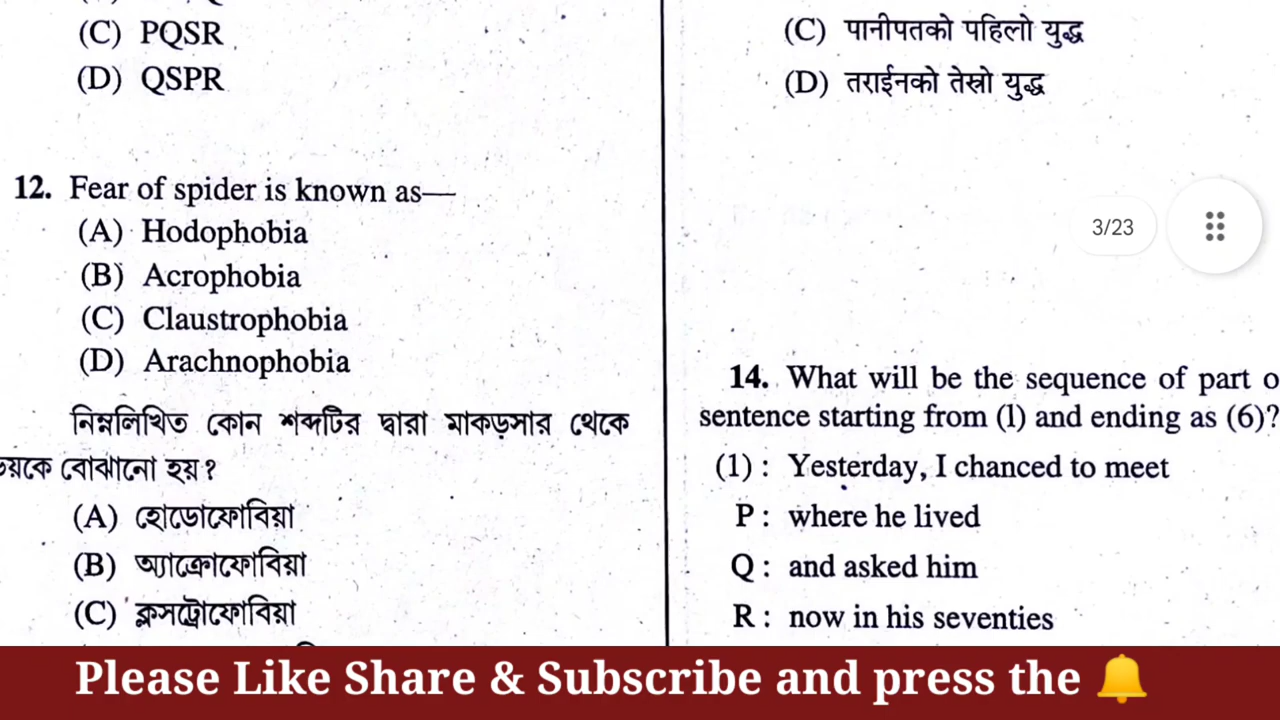 (C) PQSR
(D) QSPR
12. Fear of spider is known as—
(A) Hodophobia
(B) Acrophobia
(C) Claustrophobia
(D) Arachnophobia
নিম্নলিখিত কোন শব্দটির দ্বারা মাকড়সার থেকে
বোঝানো হয়?
(A) হোডোফোবিয়া
(B) অ্যাক্রোফোবিয়া
(C) ক্লসট্রোফোবিয়া
(C) पानीपतको पहिलो युद्ध
(D) तराईनको तेस्रो युद्ध
3/23
14. What will be the sequence of part
sentence starting from (1) and ending as (6)?
(1) : Yesterday, I chanced to meet
P : where he lived
Q : and asked him
R : now in his seventies
Please Like Share & Subscribe and press the